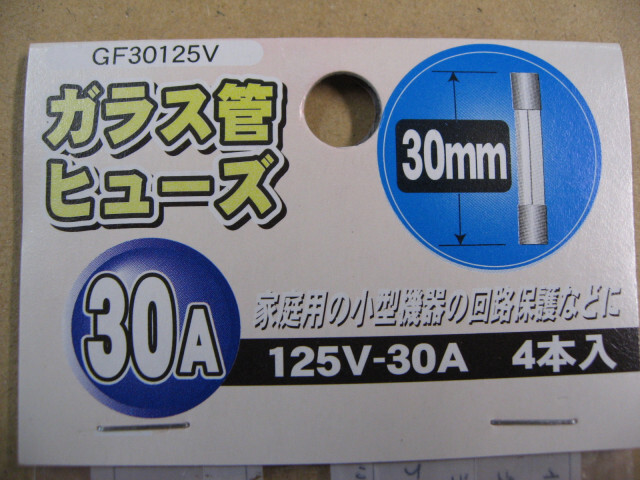 GF30125V
ガラス管
ヒューズ
30mm
30A
家庭用の小型機器の回路保護などに
125V-30A 4本入